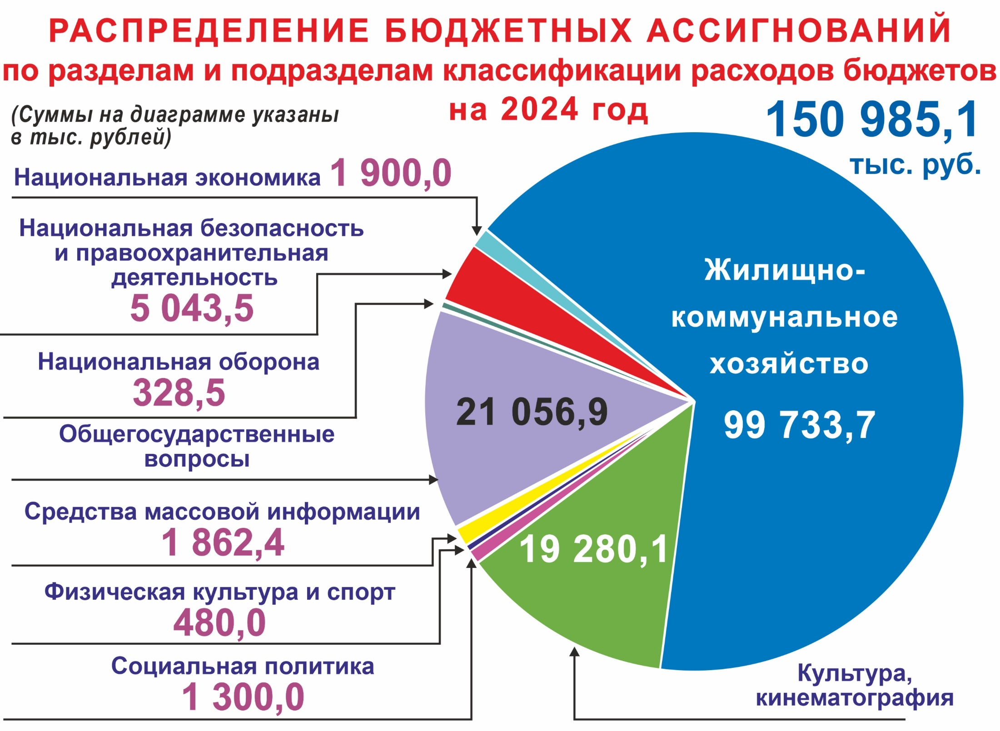 РАСПРЕДЕЛЕНИЕ БЮДЖЕТНЫХ АССИГНОВАНИЙ
по разделам и подразделам классификации расходов бюджетов
на 2024 год
(Суммы на диаграмме указаны
в тыс. рублей)
150 985,1
тыс. руб.
Национальная экономика 1 900,0
Национальная безопасность
и правоохранительная
деятельность
5 043,5
Национальная оборона
328,5
Общегосударственные
вопросы
21 056,9
Средства массовой информации
1 862,4
Физическая культура и спорт
480,0
Социальная политика
1 300,0
Жилищно-
коммунальное
хозяйство
99 733,7
19 280,1
Культура,
кинематография